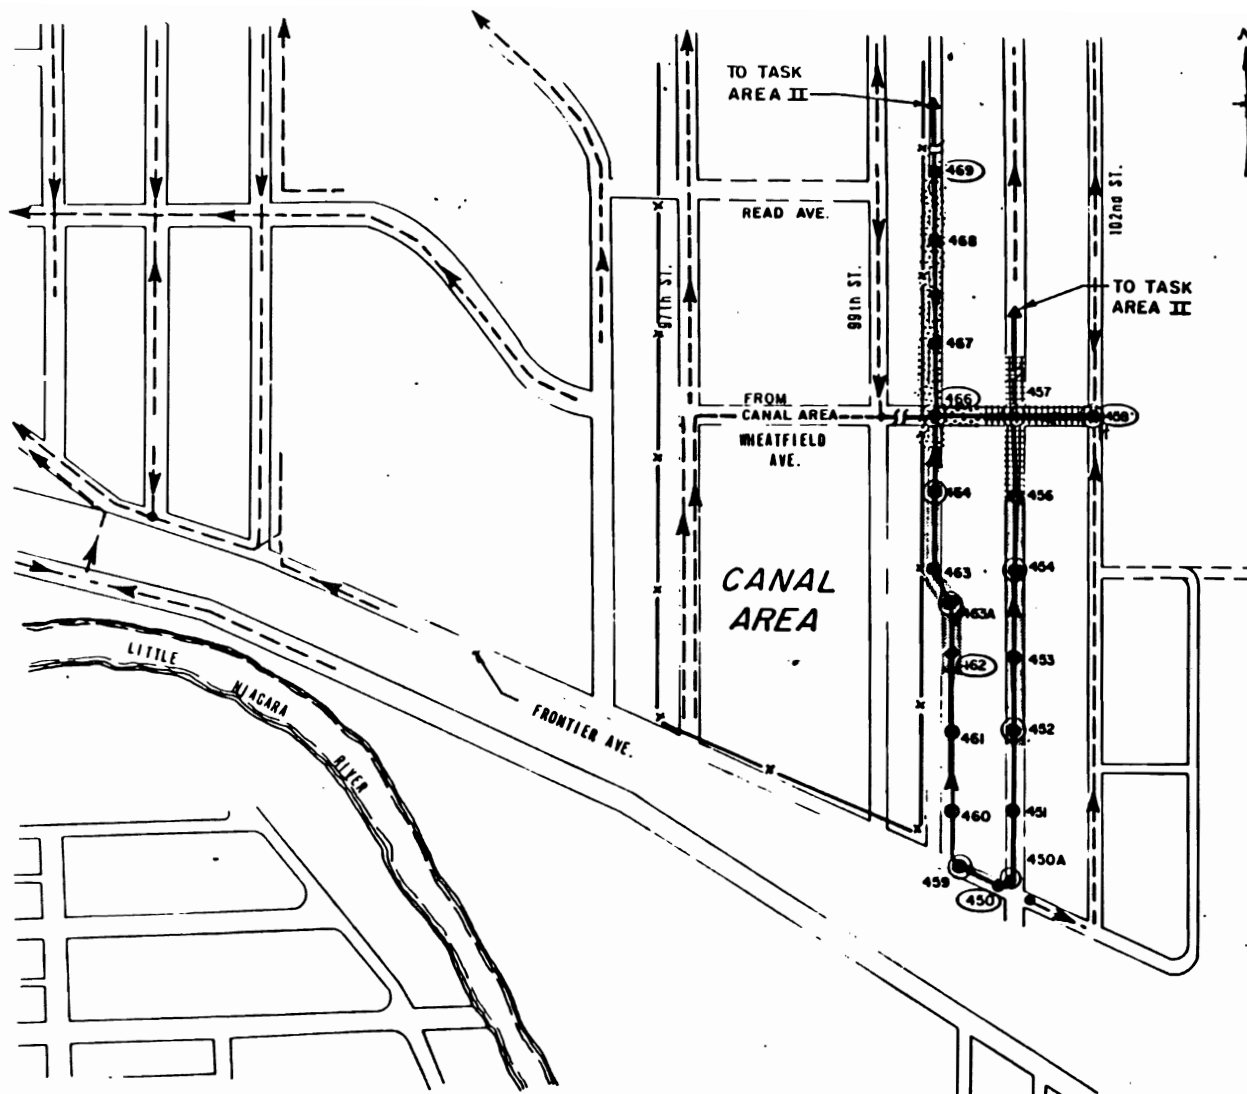 TO TASK
AREA II
469
READ AVE.
102nd ST.
468
97th ST.
99th ST.
TO TASK
AREA II
467
457
FROM
CANAL AREA
466
458
WHEATFIELD
AVE.
464
456
463
454
CANAL
AREA
463A
453
462
LITTLE
NIAGARA
RIVER
FRONTIER AVE.
461
452
460
451
459
450A
450